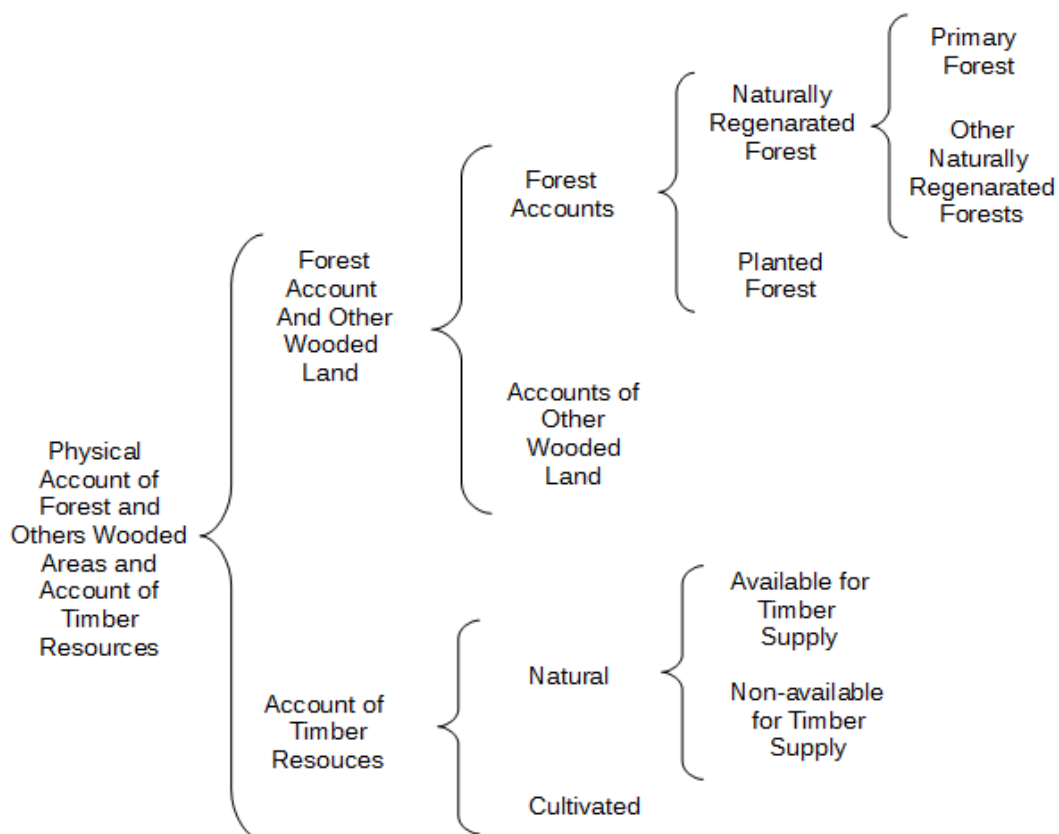 Physical
Account of
Forest and
Others Wooded
Areas and
Account of
Timber
Resources
Forest
Account
And Other
Wooded
Land
Forest
Accounts
Naturally
Regenarated
Forest
Primary
Forest
Other
Naturally
Regenarated
Forests
Planted
Forest
Accounts of
Other
Wooded
Land
Account of
Timber
Resouces
Natural
Available for
Timber
Supply
Non-available
for Timber
Supply
Cultivated